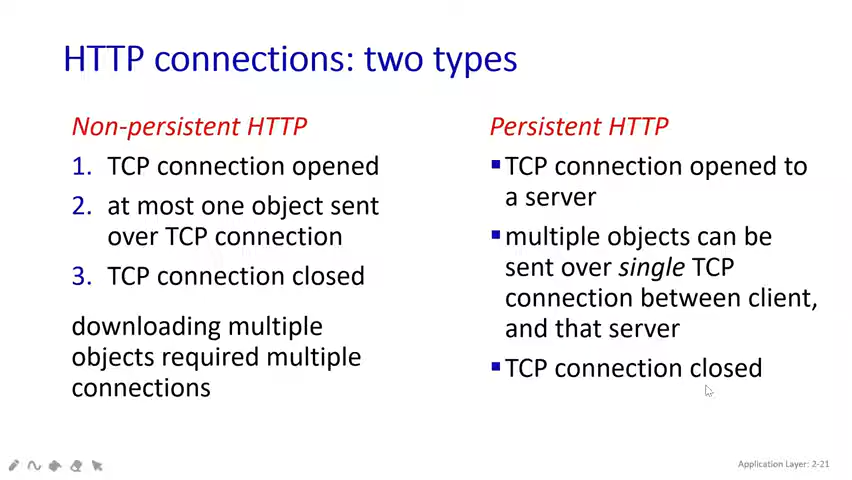 HTTP connections: two types
Non-persistent HTTP
1. TCP connection opened
2. at most one object sent
over TCP connection
3. TCP connection closed
downloading multiple
objects required multiple
connections
Persistent HTTP
▪TCP connection opened to
a server
▪multiple objects can be
sent over single TCP
connection between client,
and that server
▪TCP connection closed
Application Layer: 2-21